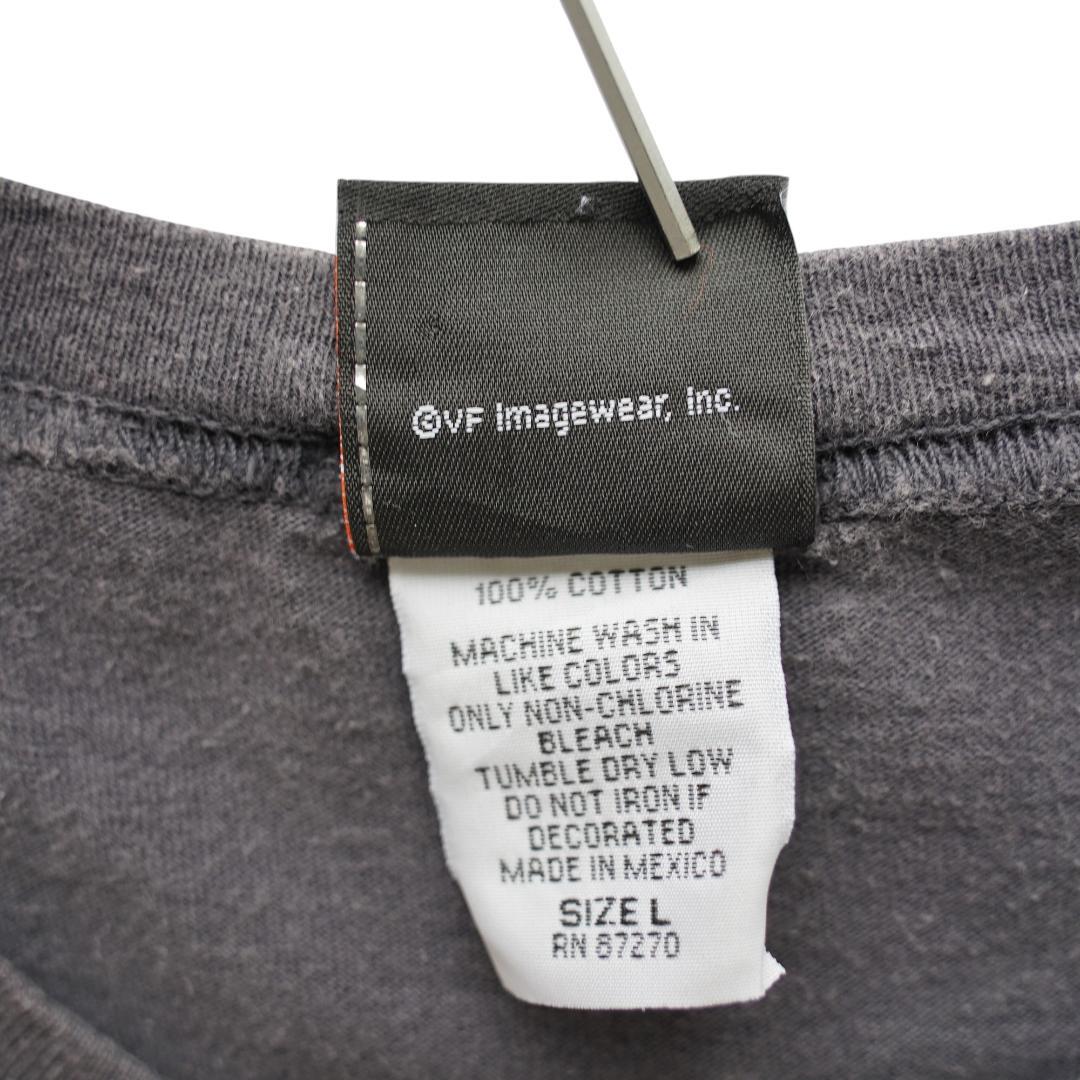 ©VF Imagewear, Inc.
100% COTTON
MACHINE WASH IN
LIKE COLORS
ONLY NON-CHLORINE
BLEACH
TUMBLE DRY LOW
DO NOT IRON IF
DECORATED
MADE IN MEXICO
SIZE L
RN 87270